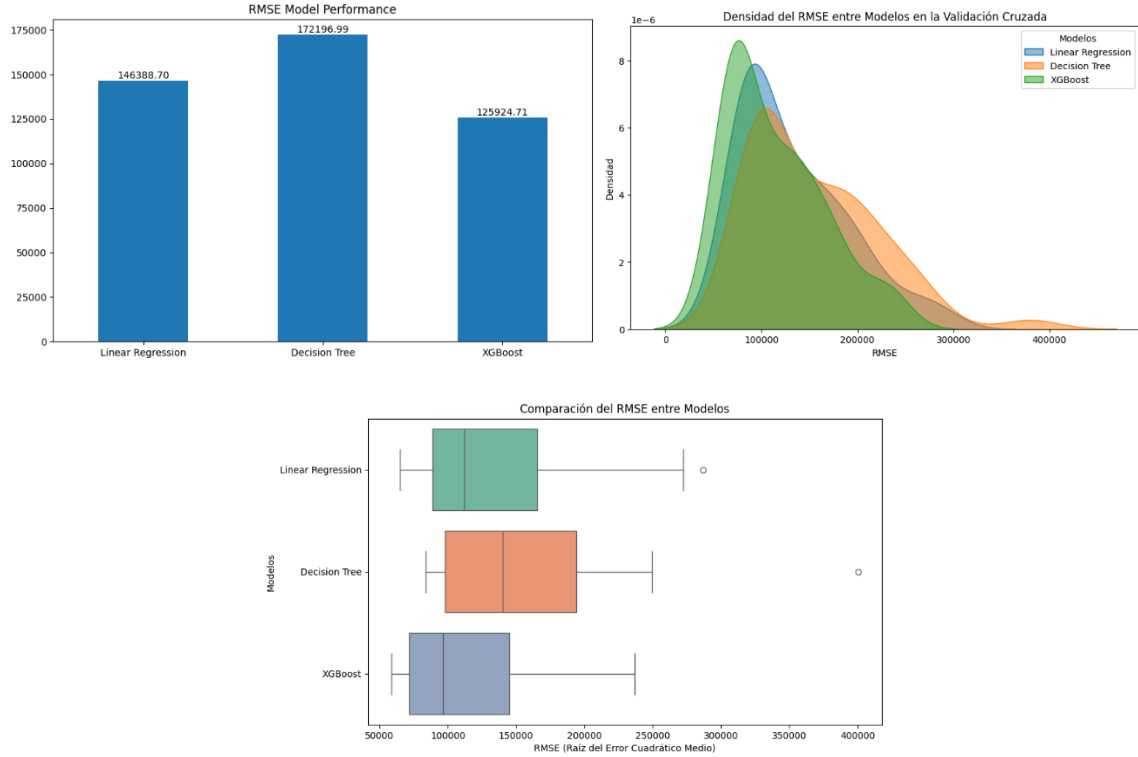 RMSE Model Performance
175000
150000
125000
100000
75000
50000
25000
0
172196.99
146388.70
125924.71
Linear Regression
Decision Tree
XGBoost
Densidad del RMSE entre Modelos en la Validación Cruzada
1e−6
Modelos
Linear Regression
Decision Tree
XGBoost
Densidad
8
6
4
2
0
0
100000
200000
300000
400000
RMSE
Comparación del RMSE entre Modelos
Modelos
Linear Regression
Decision Tree
XGBoost
50000
100000
150000
200000
250000
300000
350000
400000
RMSE (Raíz del Error Cuadrático Medio)